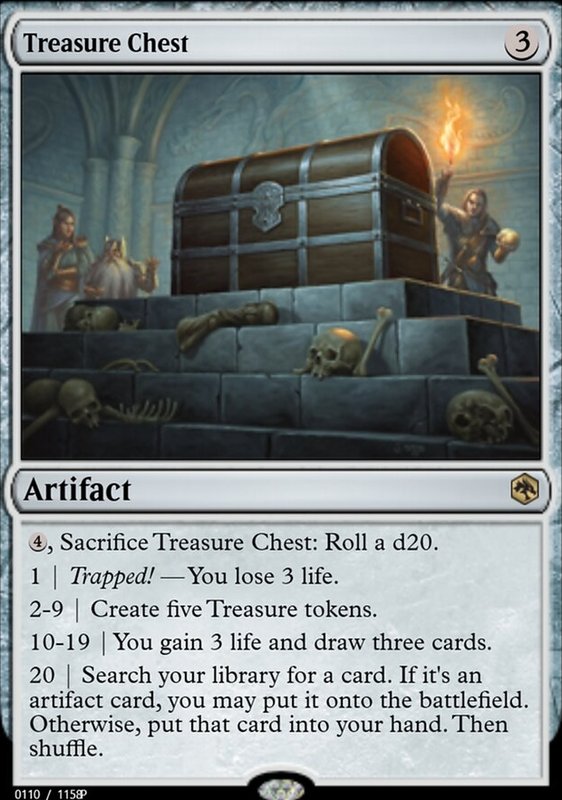 Treasure Chest 3
Artifact
4, Sacrifice Treasure Chest: Roll a d20.
1 | Trapped! — You lose 3 life.
2-9 | Create five Treasure tokens.
10-19 | You gain 3 life and draw three cards.
20 | Search your library for a card. If it's an
artifact card, you may put it onto the battlefield.
Otherwise, put that card into your hand. Then
shuffle.
0110 / 1158P